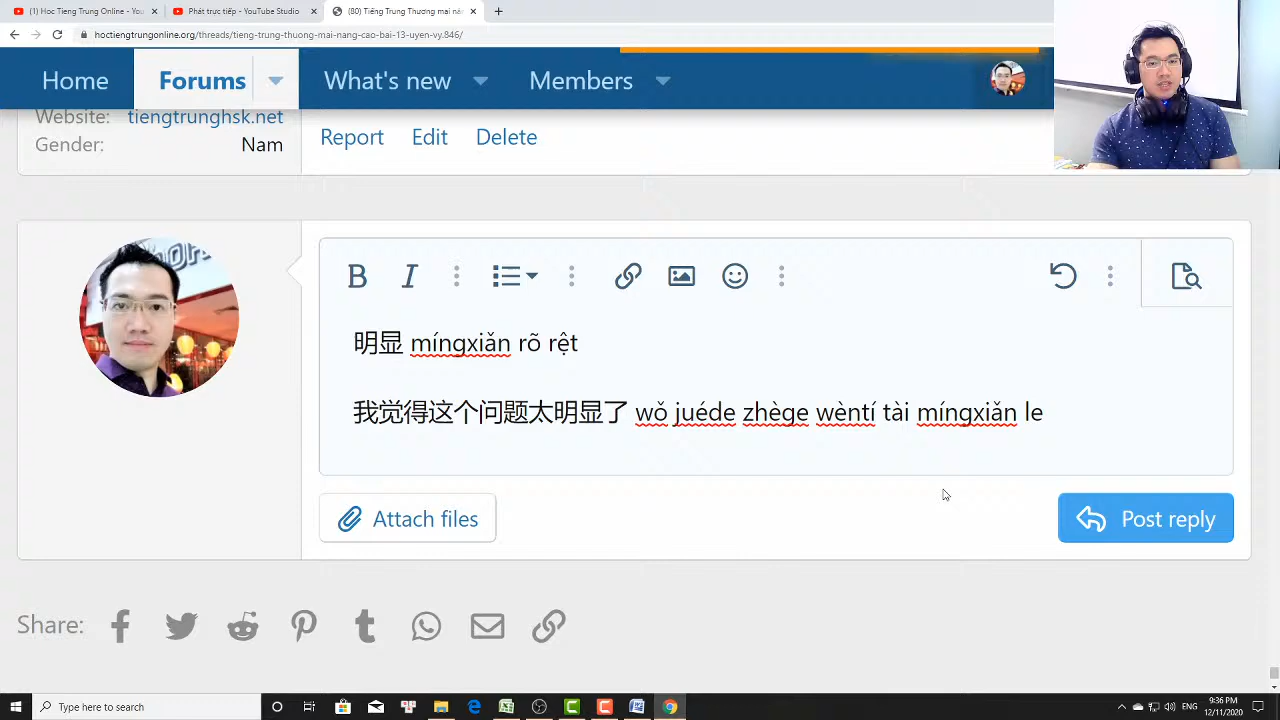 (1) Học Tiếng Trung Online - You
Phát trực tiếp - YouTube Studio
(80) Tiếng Trung Thương mại nâ
hoctiengtrungonline.org/threads/tieng-trung-thuong-mai-nang-cao-bai-13-uyen-vy.846/
Home
Forums
What's new
Members
Website: tiengtrunghsk.net
Gender: Nam
Report Edit Delete
明显 míngxiǎn rõ rệt
我觉得这个问题太明显了 wǒ juéde zhège wèntí tài míngxiǎn le
Attach files
Post reply
Share:
Type here to search
ENG
9:36 PM
12/11/2020